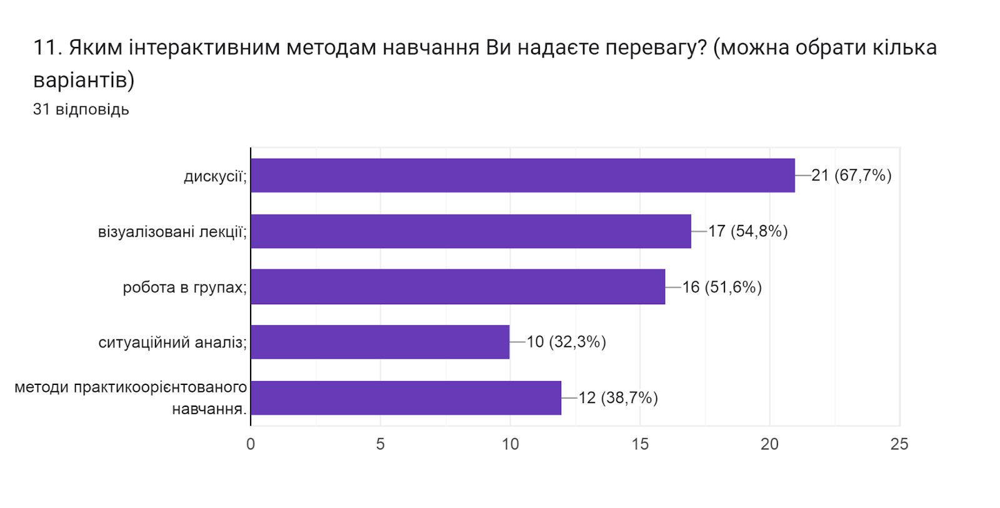 11. Яким інтерактивним методам навчання Ви надаєте перевагу? (можна обрати кілька
варіантів)
31 відповідь
дискусії;
21 (67,7%)
візуалізовані лекції;
17 (54,8%)
робота в групах;
16 (51,6%)
ситуаційний аналіз;
10 (32,3%)
методи практикоорієнтованого
навчання.
12 (38,7%)
0 5 10 15 20 25